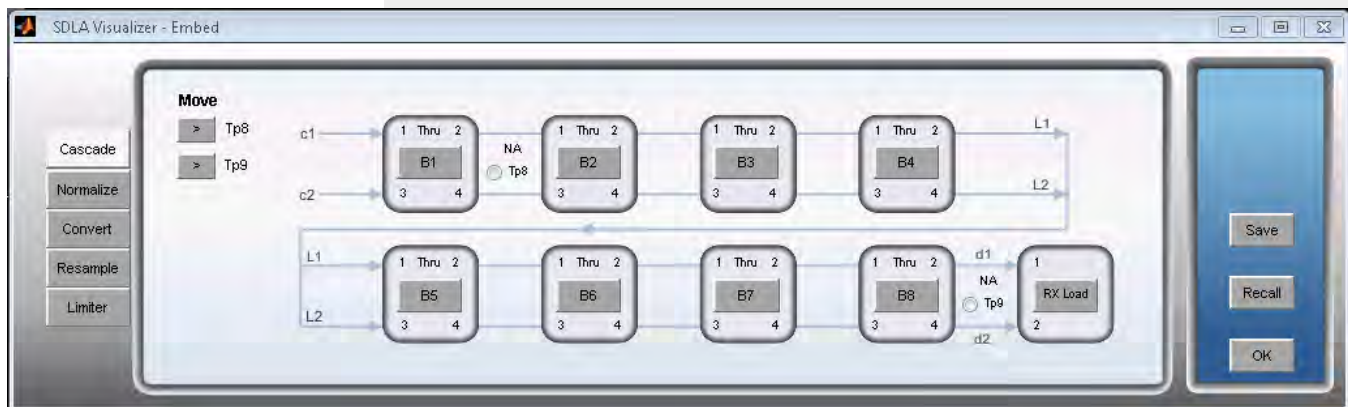 SDLA Visualizer - Embed
Cascade
Normalize
Convert
Resample
Limiter
Move
> Tp8
> Tp9
c1
c2
1 Thru 2
B1
3 4
NA
Tp8
1 Thru 2
B2
3 4
1 Thru 2
B3
3 4
1 Thru 2
B4
3 4
L1
L2
L1
L2
1 Thru 2
B5
3 4
1 Thru 2
B6
3 4
1 Thru 2
B7
3 4
1 Thru 2
B8
3 4
d1
NA
Tp9
d2
1
RX Load
2
Save
Recall
OK